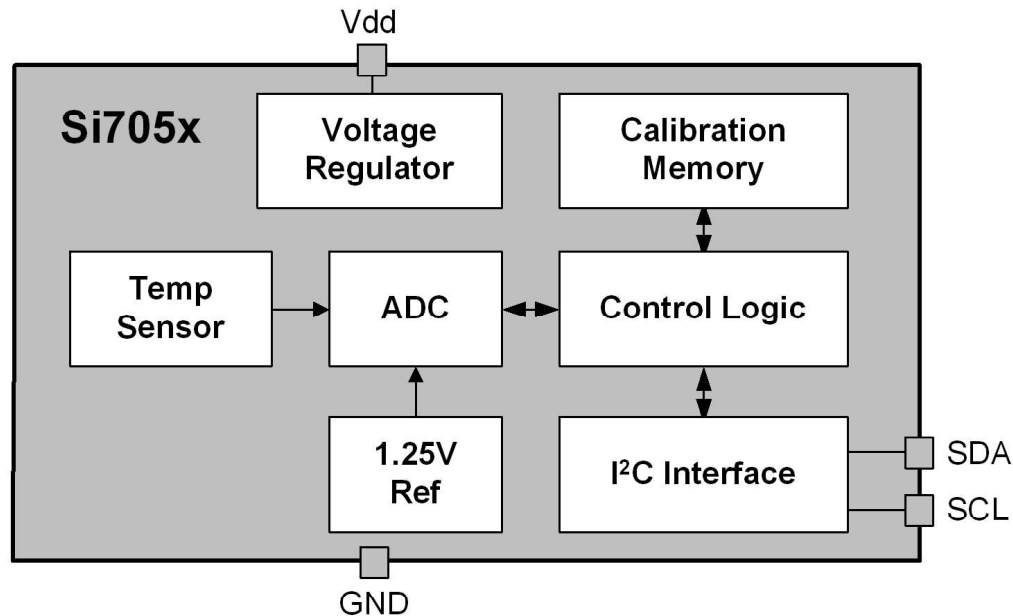 Vdd
Si705x
Voltage
Regulator
Calibration
Memory
Temp
Sensor
ADC
Control Logic
1.25V
Ref
I²C Interface
SDA
SCL
GND